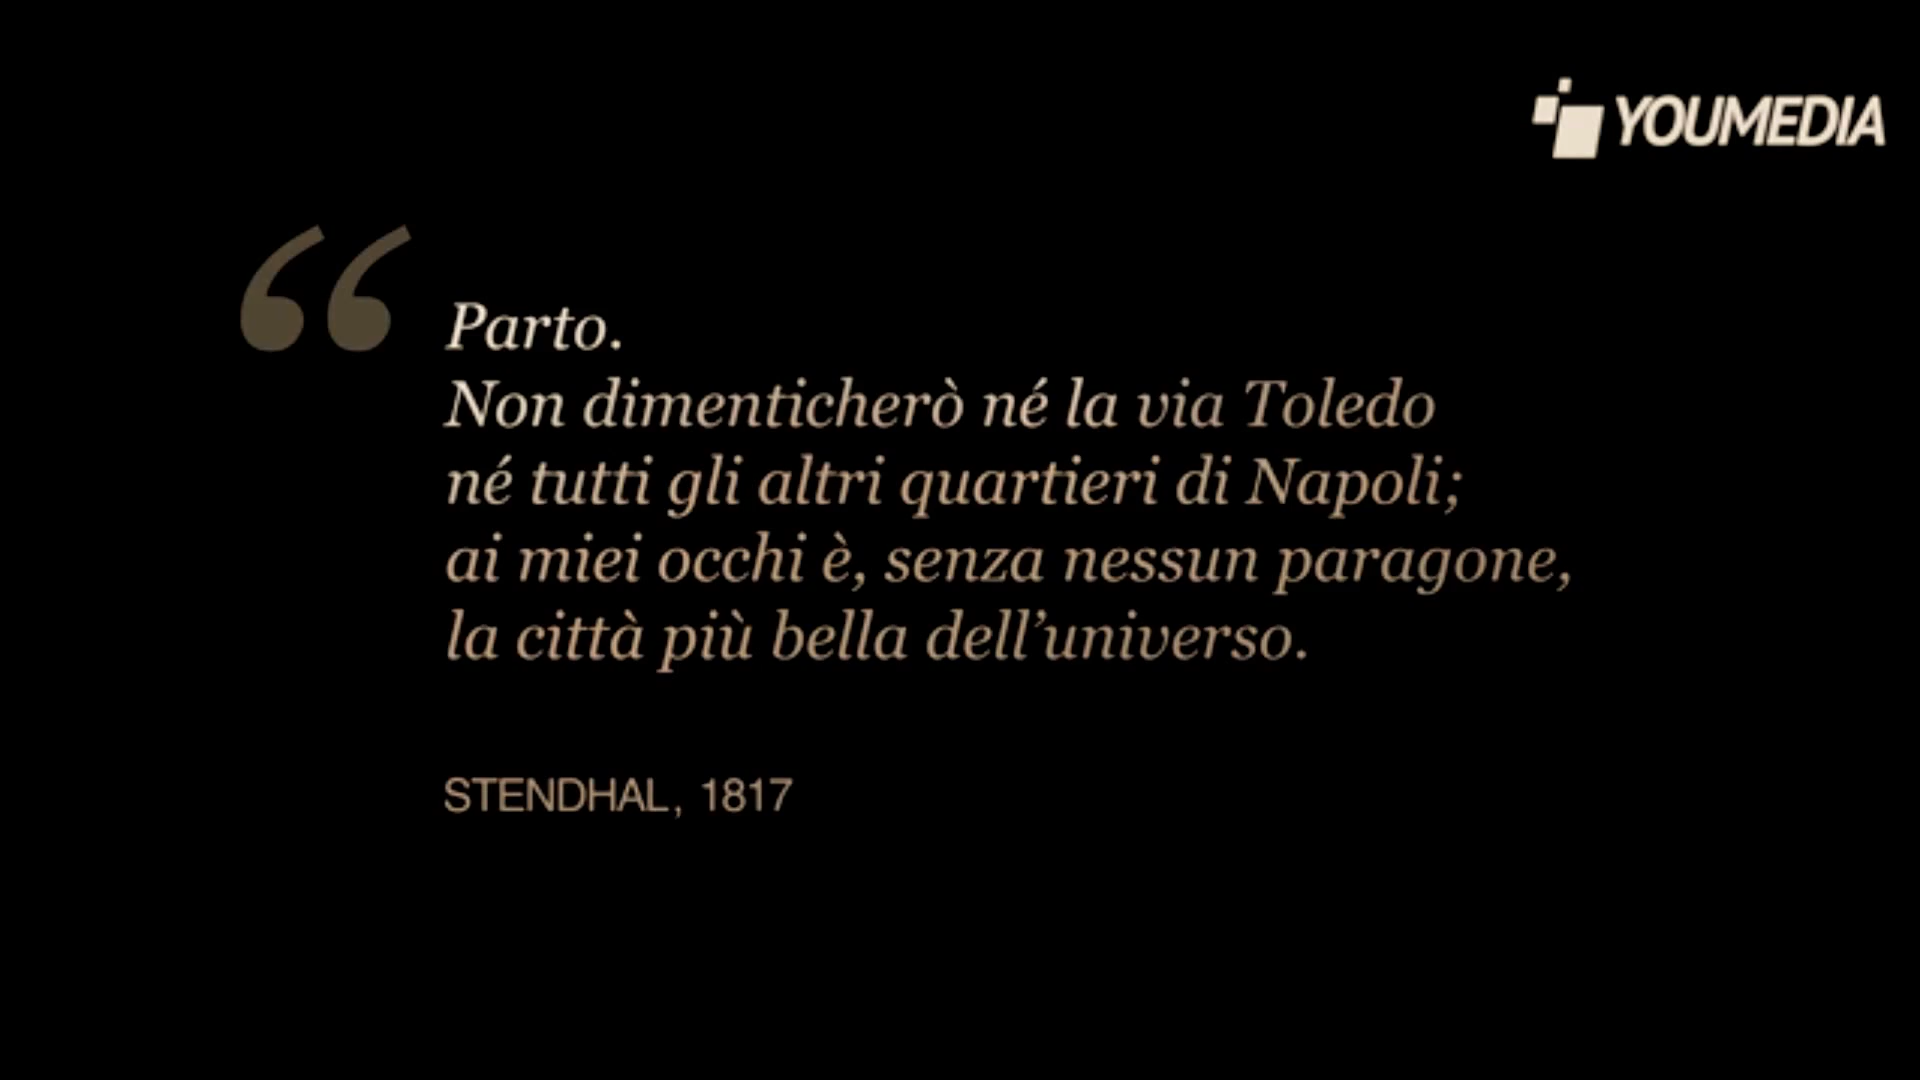 YOUMEDIA
“ Parto.
Non dimenticherò né la via Toledo
né tutti gli altri quartieri di Napoli;
ai miei occhi è, senza nessun paragone,
la città più bella dell’universo.
STENDHAL, 1817